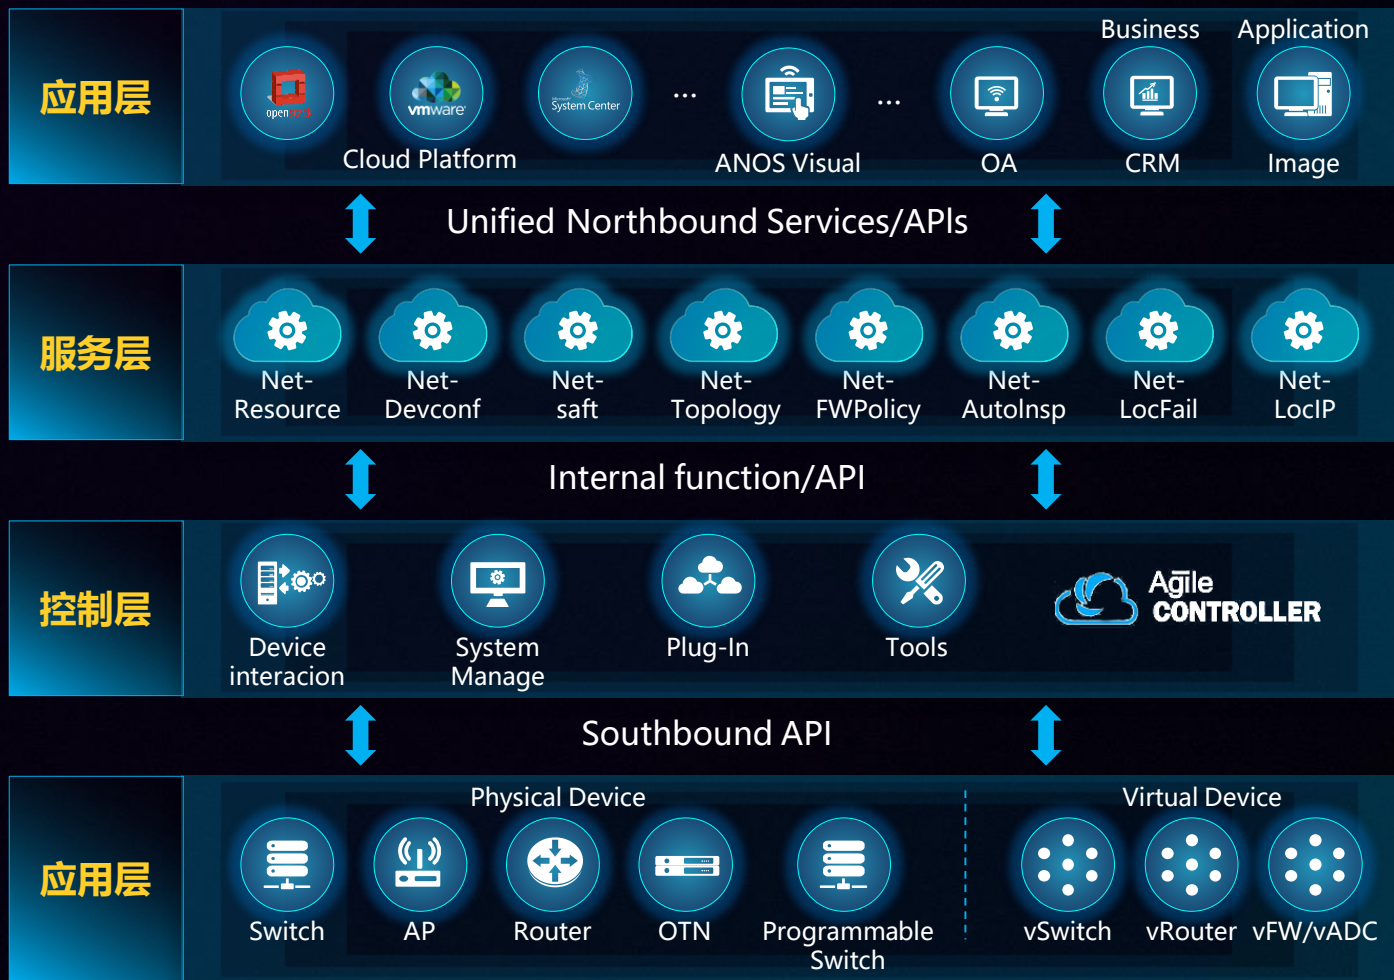 应用层
Business Application
openstack
vmware
Microsoft
System Center
...
...
Cloud Platform
ANOS Visual
OA
CRM
Image
Unified Northbound Services/APIs
服务层
Net-
Resource
Net-
Devconf
Net-
saft
Net-
Topology
Net-
FWPolicy
Net-
AutoInsp
Net-
LocFail
Net-
LocIP
Internal function/API
控制层
Device
interacion
System
Manage
Plug-In
Tools
Agile
CONTROLLER
Southbound API
应用层
Physical Device
Virtual Device
Switch
AP
Router
OTN
Programmable
Switch
vSwitch
vRouter
vFW/vADC